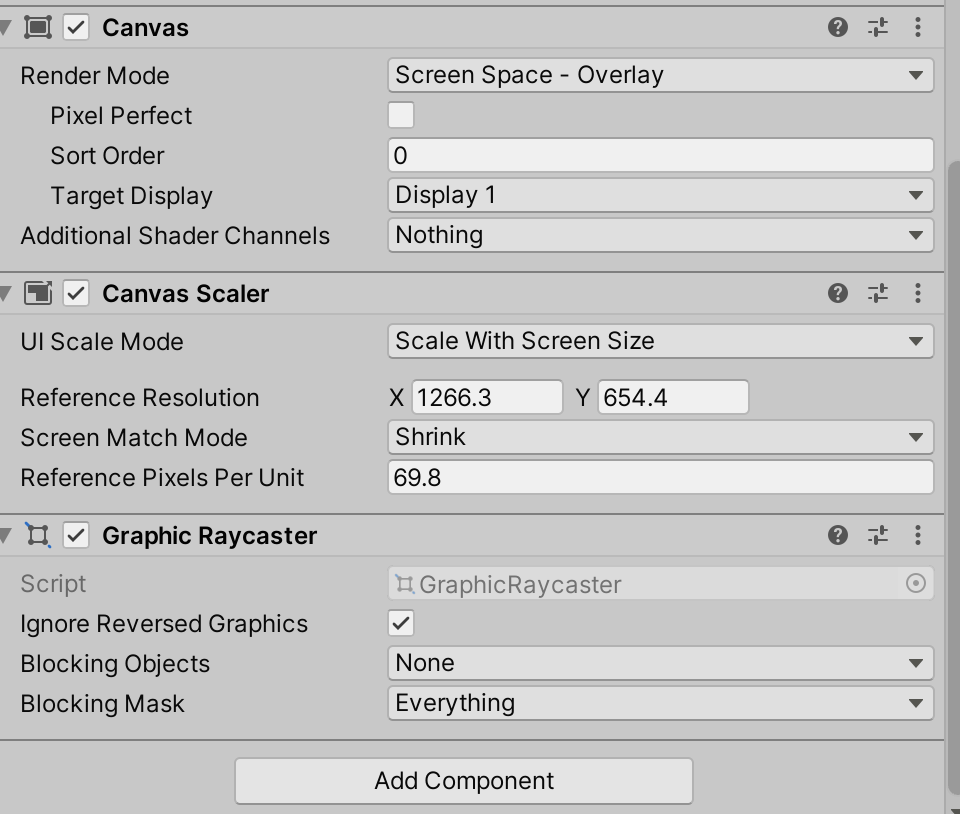 Canvas
Render Mode Screen Space - Overlay
Pixel Perfect
Sort Order 0
Target Display Display 1
Additional Shader Channels Nothing
Canvas Scaler
UI Scale Mode Scale With Screen Size
Reference Resolution X 1266.3 Y 654.4
Screen Match Mode Shrink
Reference Pixels Per Unit 69.8
Graphic Raycaster
Script GraphicRaycaster
Ignore Reversed Graphics
Blocking Objects None
Blocking Mask Everything
Add Component